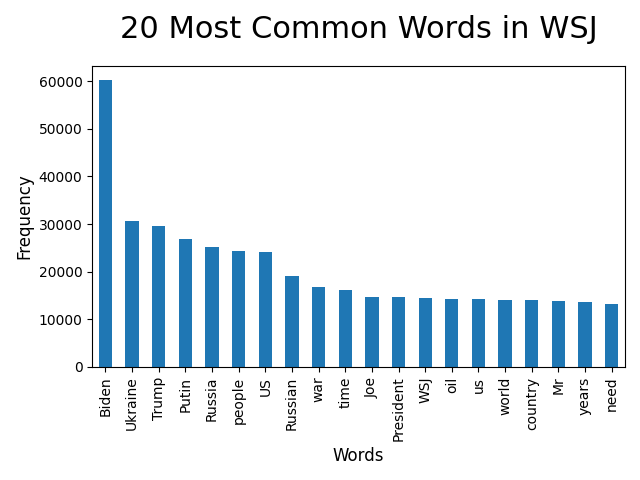 20 Most Common Words in WSJ
Frequency
60000
50000
40000
30000
20000
10000
0
Biden
Ukraine
Trump
Putin
Russia
people
US
Russian
war
time
Joe
President
WSJ
oil
us
world
country
Mr
years
need
Words